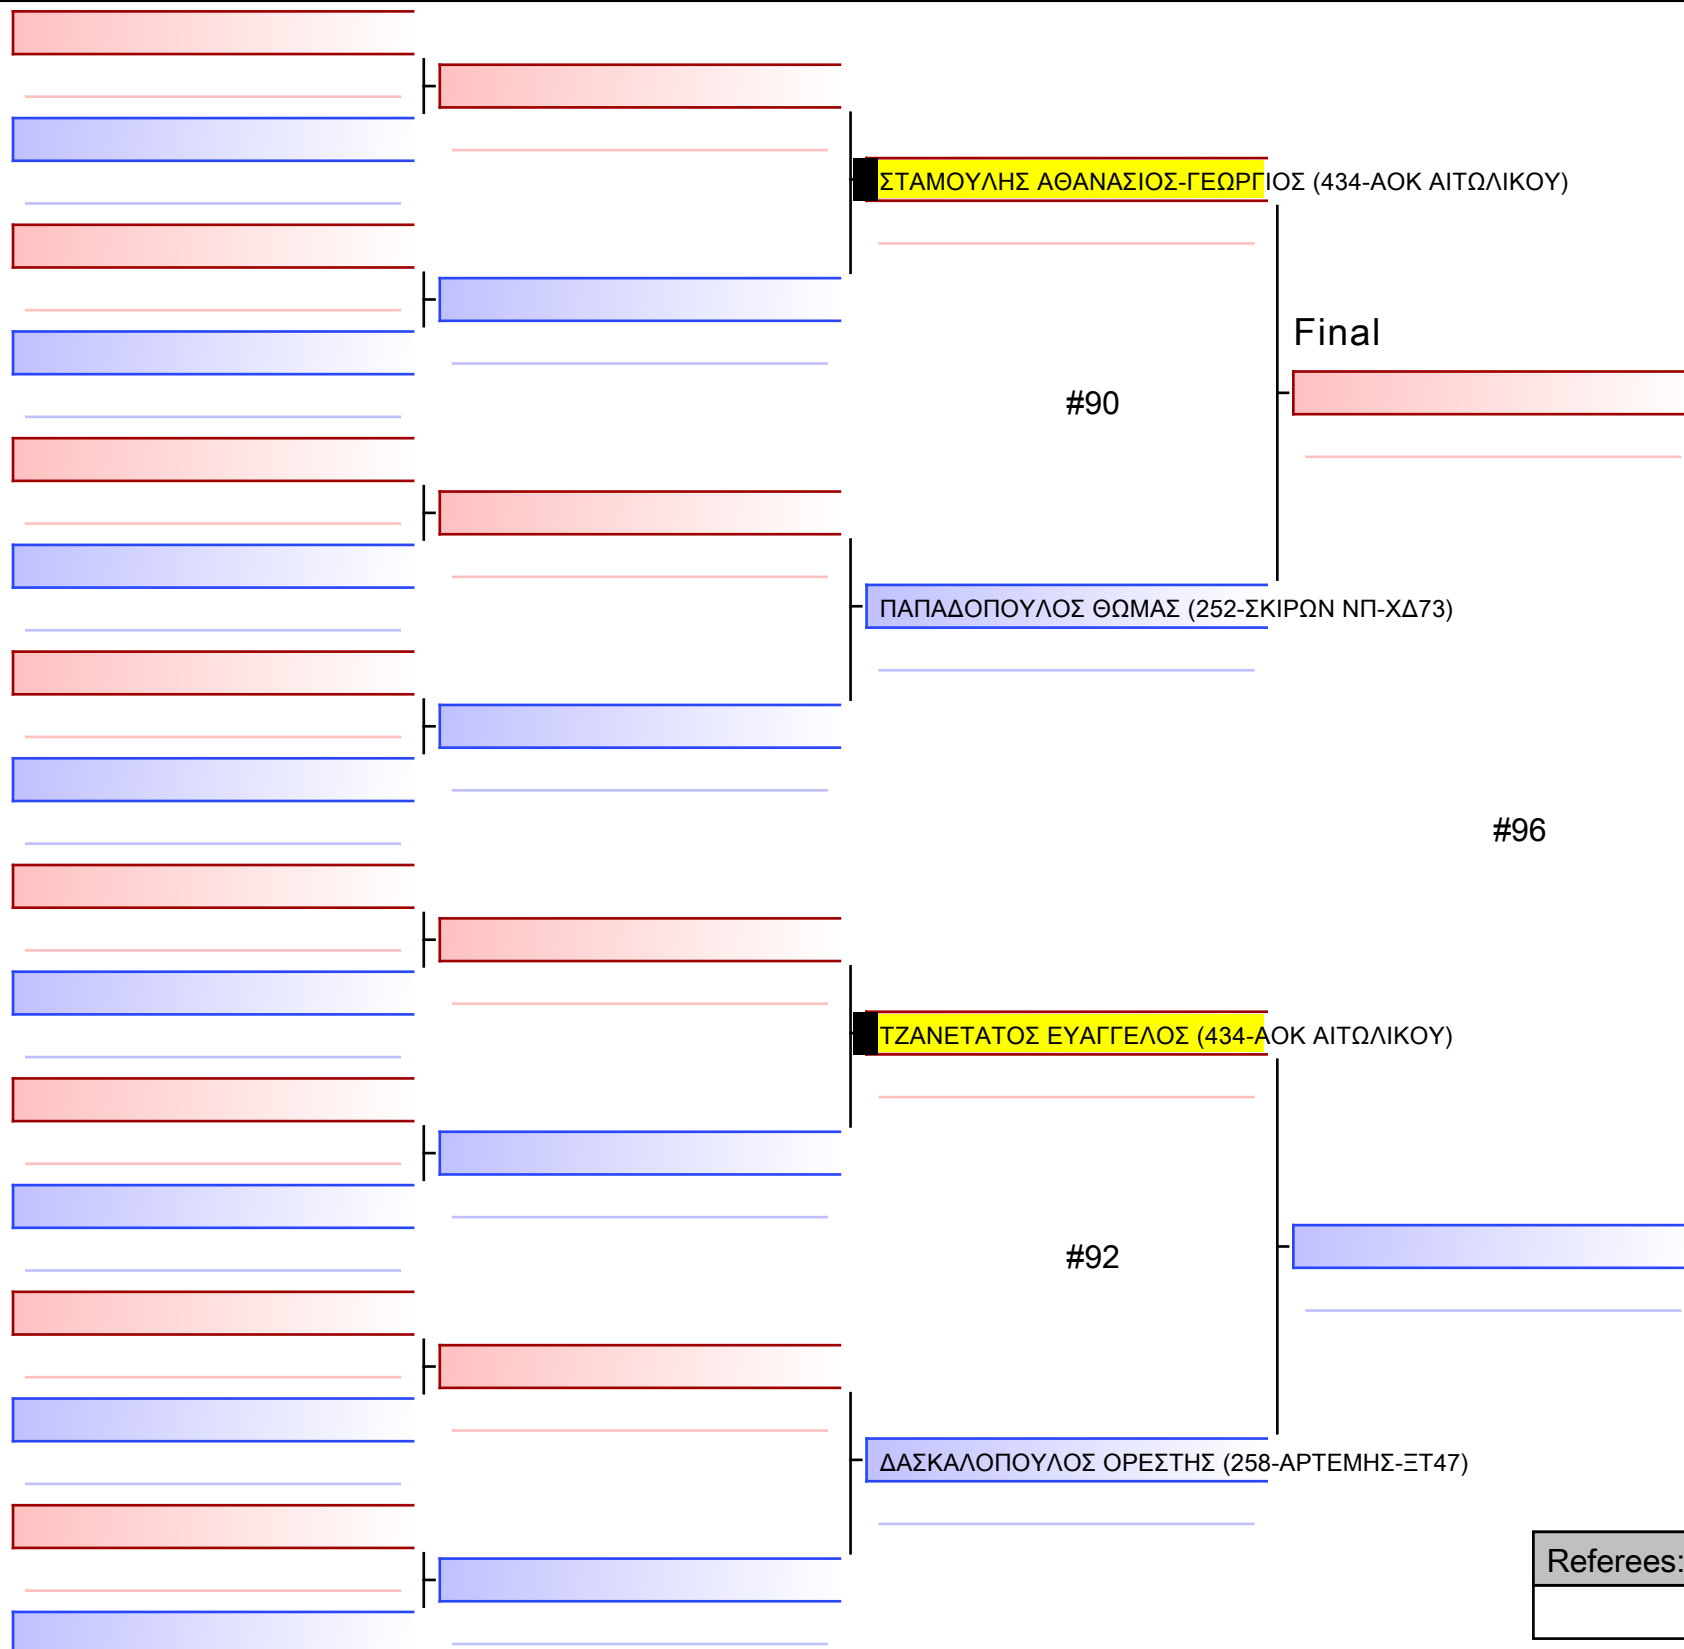 ΣΤΑΜΟΥΛΗΣ ΑΘΑΝΑΣΙΟΣ-ΓΕΩΡΓΙΟΣ (434-ΑΟΚ ΑΙΤΩΛΙΚΟΥ)
Final
#90
ΠΑΠΑΔΟΠΟΥΛΟΣ ΘΩΜΑΣ (252-ΣΚΙΡΩΝ ΝΠ-ΧΔ73)
#96
ΤΖΑΝΕΤΑΤΟΣ ΕΥΑΓΓΕΛΟΣ (434-ΑΟΚ ΑΙΤΩΛΙΚΟΥ)
#92
ΔΑΣΚΑΛΟΠΟΥΛΟΣ ΟΡΕΣΤΗΣ (258-ΑΡΤΕΜΗΣ-ΞΤ47)
Referees: